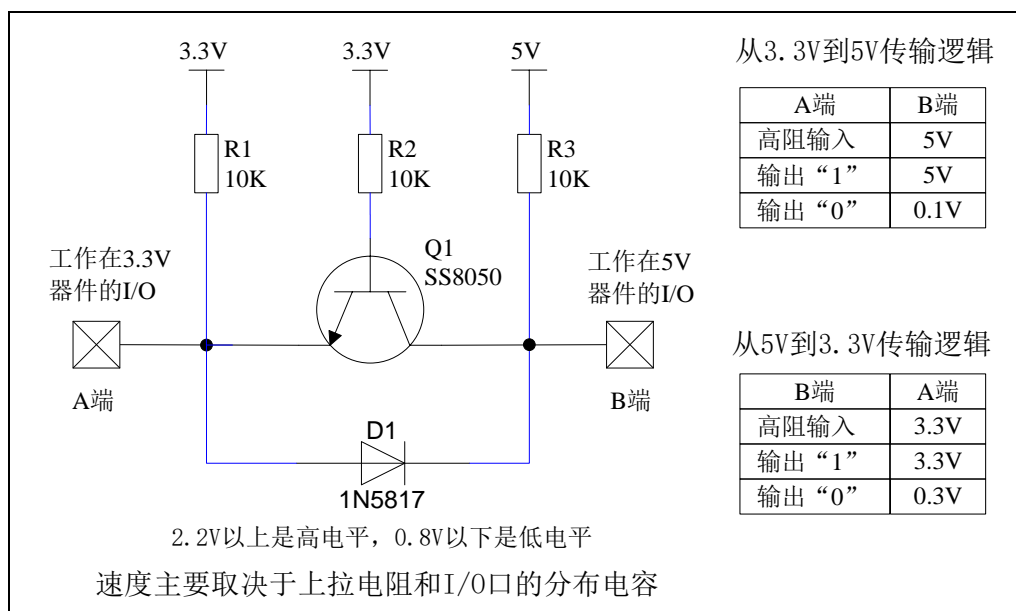 3.3V
3.3V
5V
R1
10K
R2
10K
R3
10K
工作在3.3V
器件的I/O
Q1
SS8050
工作在5V
器件的I/O
A端
B端
D1
1N5817
2.2V以上是高电平，0.8V以下是低电平
速度主要取决于上拉电阻和I/O口的分布电容
从3.3V到5V传输逻辑
A端 B端
高阻输入 5V
输出“1” 5V
输出“0” 0.1V
从5V到3.3V传输逻辑
B端 A端
高阻输入 3.3V
输出“1” 3.3V
输出“0” 0.3V